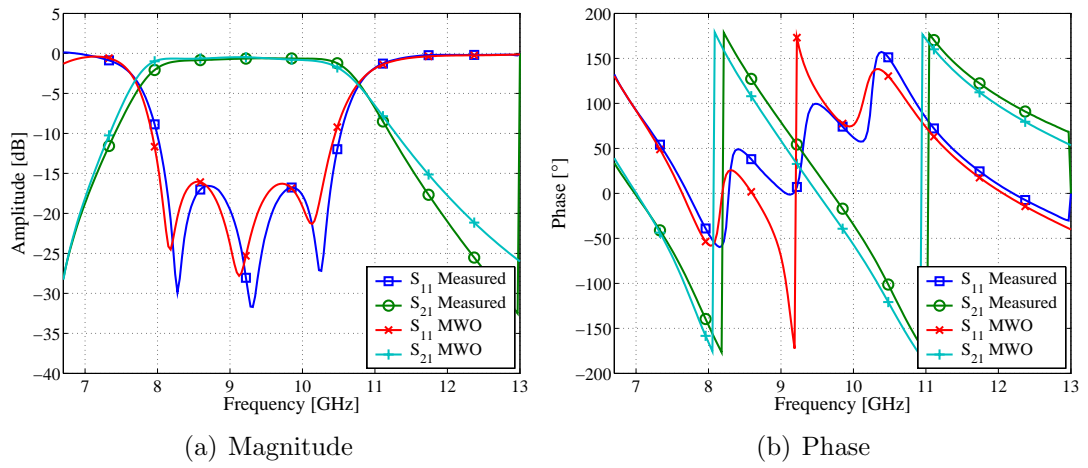 5
0
−5
−10
−15
−20
−25
−30
−35
−40
Amplitude [dB]
7 8 9 10 11 12 13
Frequency [GHz]
S11 Measured
S21 Measured
S11 MWO
S21 MWO
(a) Magnitude
200
150
100
50
0
−50
−100
−150
−200
Phase [°]
7 8 9 10 11 12 13
Frequency [GHz]
S11 Measured
S21 Measured
S11 MWO
S21 MWO
(b) Phase